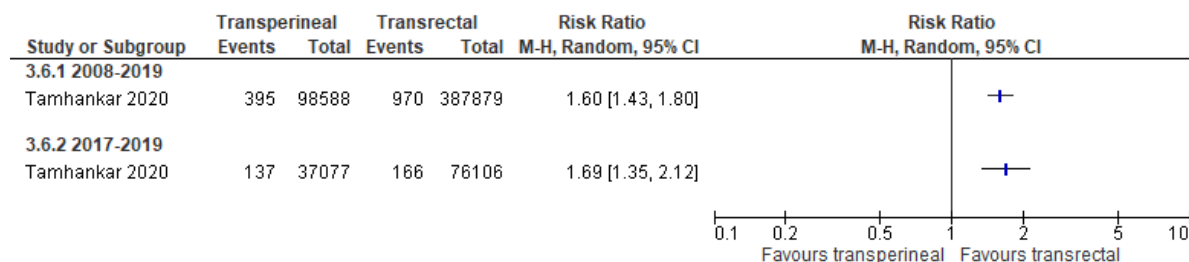 Transperineal Transrectal Risk Ratio Risk Ratio
Study or Subgroup Events Total Events Total M-H, Random, 95% CI M-H, Random, 95% CI
3.6.1 2008-2019
Tamhankar 2020 395 98588 970 387879 1.60 [1.43, 1.80]
3.6.2 2017-2019
Tamhankar 2020 137 37077 166 76106 1.69 [1.35, 2.12]
0.1 0.2 0.5 1 2 5 10
Favours transperineal Favours transrectal